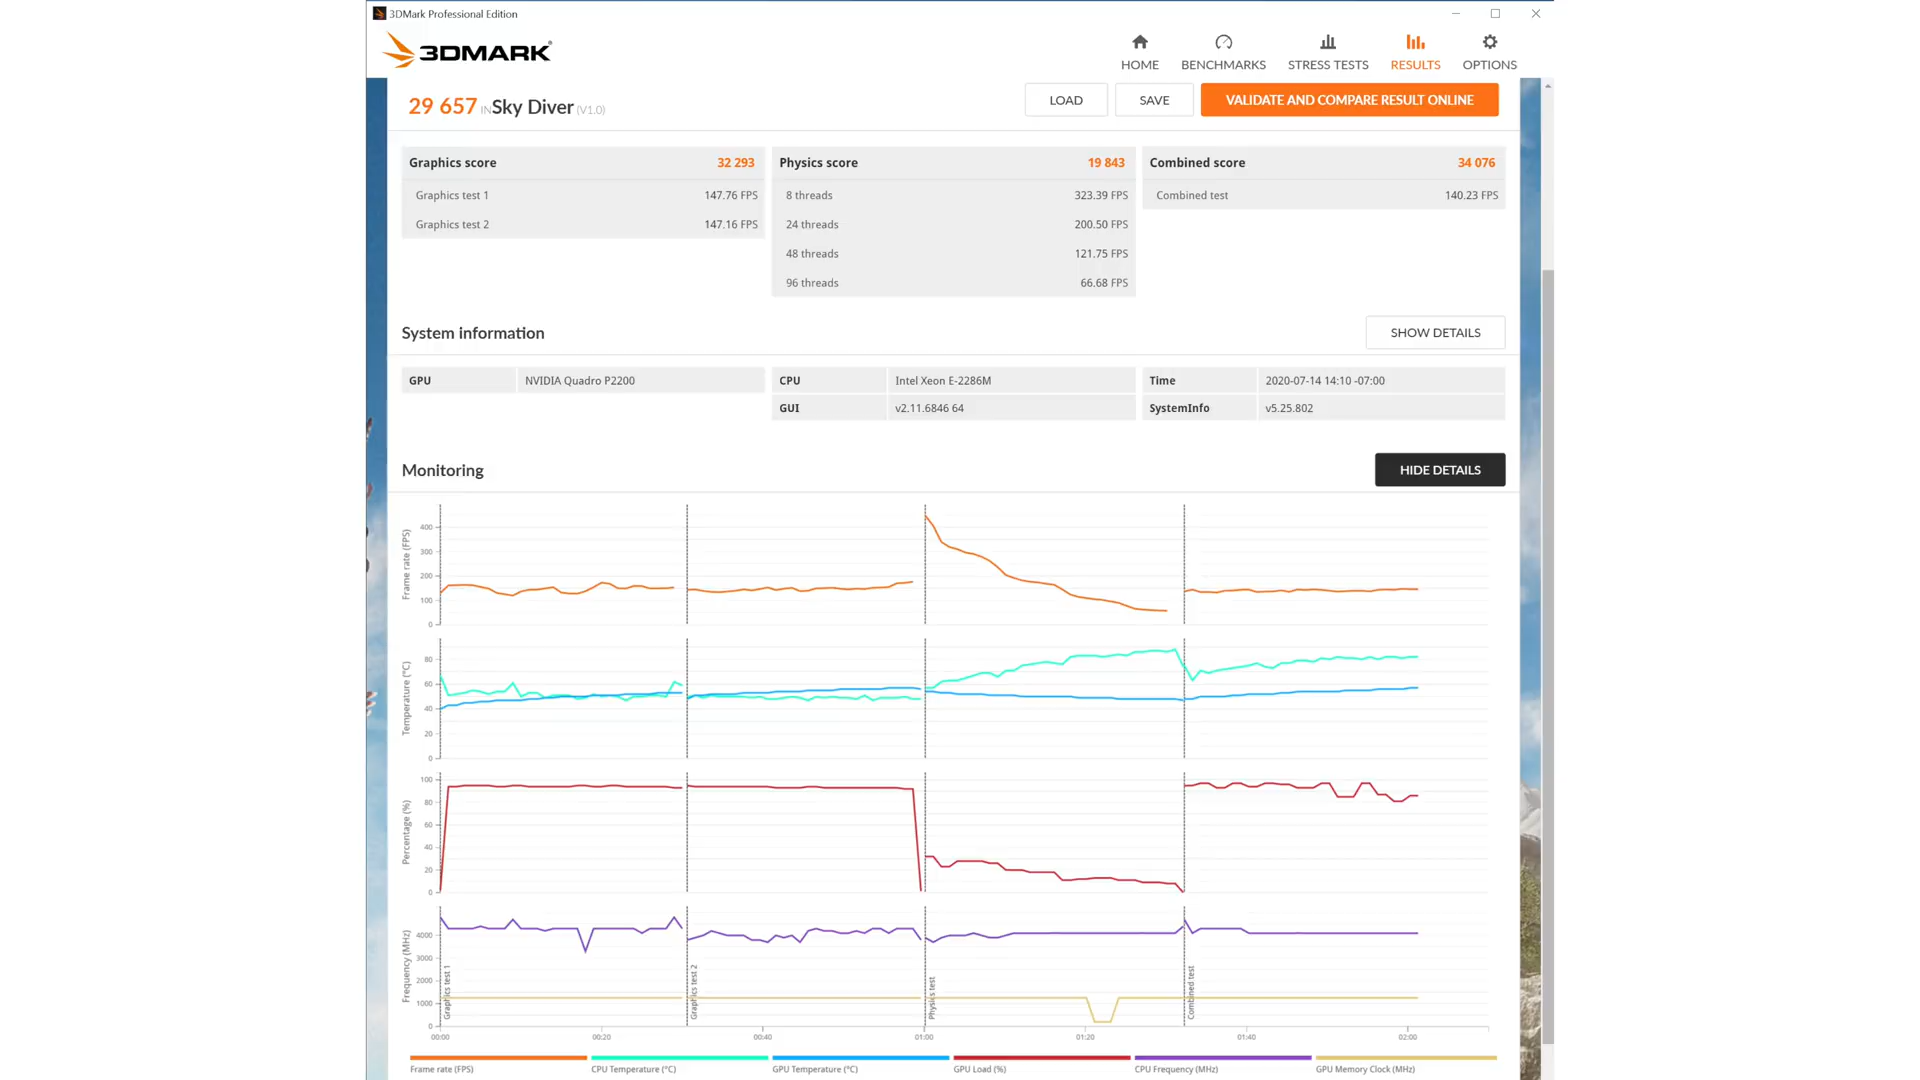 3DMark Professional Edition
3DMARK
HOME BENCHMARKS STRESS TESTS RESULTS OPTIONS
29 657 IN Sky Diver (V1.0)
LOAD SAVE VALIDATE AND COMPARE RESULT ONLINE
Graphics score 32 293
Graphics test 1 147.76 FPS
Graphics test 2 147.16 FPS
Physics score 19 843
8 threads 323.39 FPS
24 threads 200.50 FPS
48 threads 121.75 FPS
96 threads 66.68 FPS
Combined score 34 076
Combined test 140.23 FPS
System information SHOW DETAILS
GPU NVIDIA Quadro P2200
CPU Intel Xeon E-2286M
GUI v2.11.6846 64
Time 2020-07-14 14:10 -07:00
SystemInfo v5.25.802
Monitoring HIDE DETAILS
Frame rate (FPS)
400
300
200
100
0
Temperature (°C)
80
60
40
20
0
Percentage (%)
100
80
60
40
20
0
Frequency (MHz)
4000
3000
2000
1000
0
Graphics test 1
Graphics test 2
Physics test
Combined test
00:00 00:20 00:40 01:00 01:20 01:40 02:00
Frame rate (FPS) CPU Temperature (°C) GPU Temperature (°C) GPU Load (%) CPU Frequency (MHz) GPU Memory Clock (MHz)